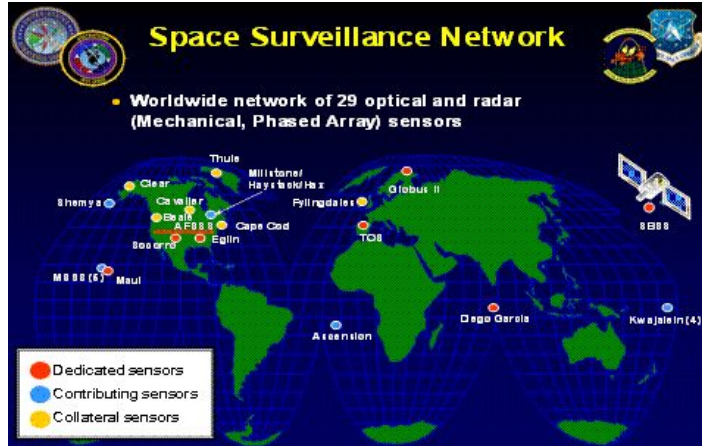 Space Surveillance Network
• Worldwide network of 29 optical and radar
(Mechanical, Phased Array) sensors
Thule
Millstone/
Haystack/Hax
Clear
Globus II
Shemya
Cavalier
Fylingdales
Beale
AFSSS
Cape Cod
SBSS
Socorro
Eglin
TOS
MSSS (5)
Maui
Diego Garcia
Kwajalein (4)
Ascension
Dedicated sensors
Contributing sensors
Collateral sensors